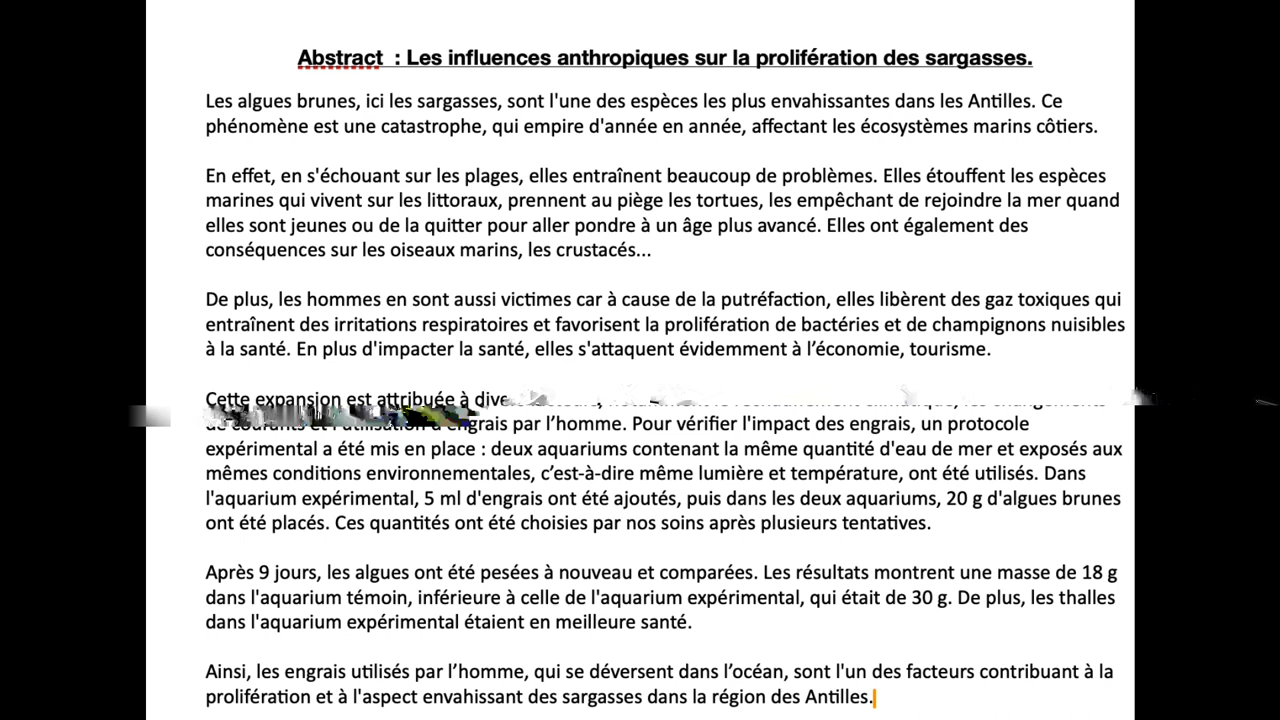 Abstract : Les influences anthropiques sur la prolifération des sargasses.
Les algues brunes, ici les sargasses, sont l'une des espèces les plus envahissantes dans les Antilles. Ce
phénomène est une catastrophe, qui empire d'année en année, affectant les écosystèmes marins côtiers.
En effet, en s'échouant sur les plages, elles entraînent beaucoup de problèmes. Elles étouffent les espèces
marines qui vivent sur les littoraux, prennent au piège les tortues, les empêchant de rejoindre la mer quand
elles sont jeunes ou de la quitter pour aller pondre à un âge plus avancé. Elles ont également des
conséquences sur les oiseaux marins, les crustacés...
De plus, les hommes en sont aussi victimes car à cause de la putréfaction, elles libèrent des gaz toxiques qui
entraînent des irritations respiratoires et favorisent la prolifération de bactéries et de champignons nuisibles
à la santé. En plus d'impacter la santé, elles s'attaquent évidemment à l’économie, tourisme.
Cette expansion est attribuée à
par l’homme. Pour vérifier l'impact des engrais, un protocole
expérimental a été mis en place : deux aquariums contenant la même quantité d'eau de mer et exposés aux
mêmes conditions environnementales, c’est-à-dire même lumière et température, ont été utilisés. Dans
l'aquarium expérimental, 5 ml d'engrais ont été ajoutés, puis dans les deux aquariums, 20 g d'algues brunes
ont été placés. Ces quantités ont été choisies par nos soins après plusieurs tentatives.
Après 9 jours, les algues ont été pesées à nouveau et comparées. Les résultats montrent une masse de 18 g
dans l'aquarium témoin, inférieure à celle de l'aquarium expérimental, qui était de 30 g. De plus, les thalles
dans l'aquarium expérimental étaient en meilleure santé.
Ainsi, les engrais utilisés par l’homme, qui se déversent dans l’océan, sont l'un des facteurs contribuant à la
prolifération et à l'aspect envahissant des sargasses dans la région des Antilles.